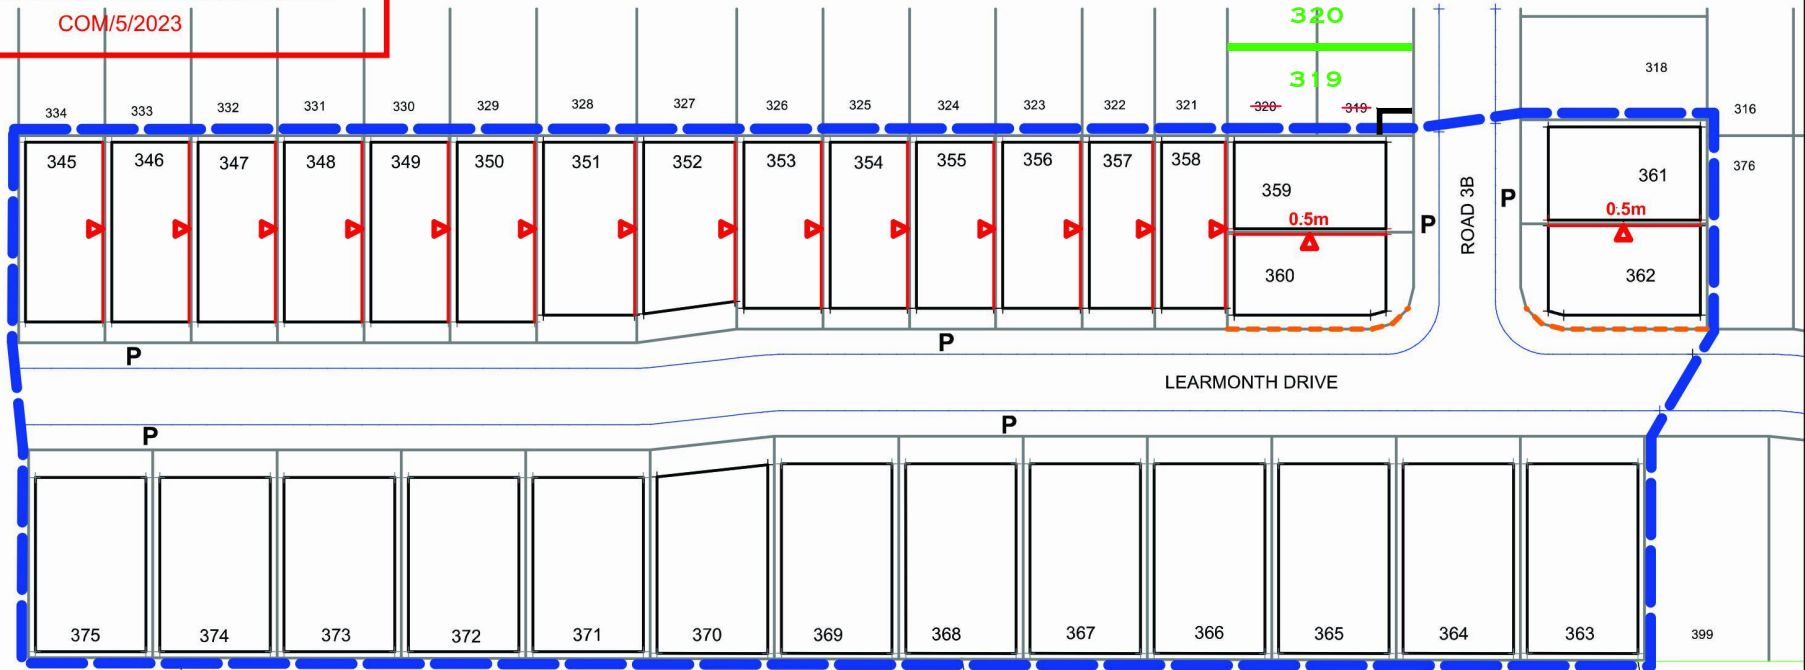 COM/5/2023
320
319
318
334 333 332 331 330 329 328 327 326 325 324 323 322 321 320 319 316
345 346 347 348 349 350 351 352 353 354 355 356 357 358 359 361 376
0.5m 0.5m
P P
ROAD 3B
360 362
P P
LEARMONTH DRIVE
P P
375 374 373 372 371 370 369 368 367 366 365 364 363 399